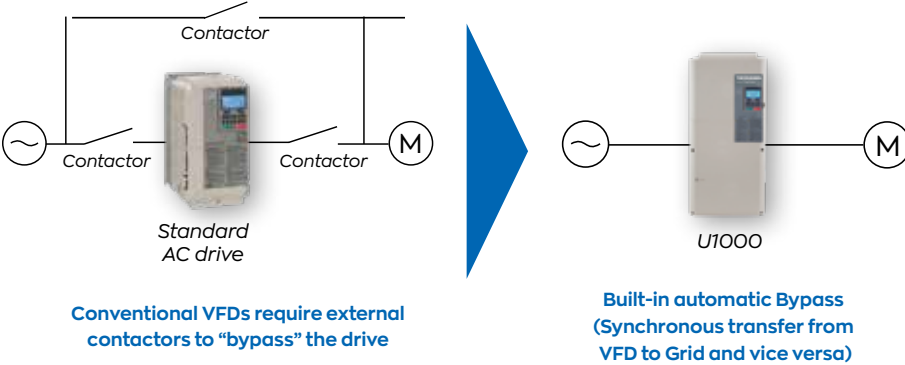 Contactor
Contactor
Contactor
M
Standard
AC drive
Conventional VFDs require external
contactors to “bypass” the drive
M
U1000
Built-in automatic Bypass
(Synchronous transfer from
VFD to Grid and vice versa)